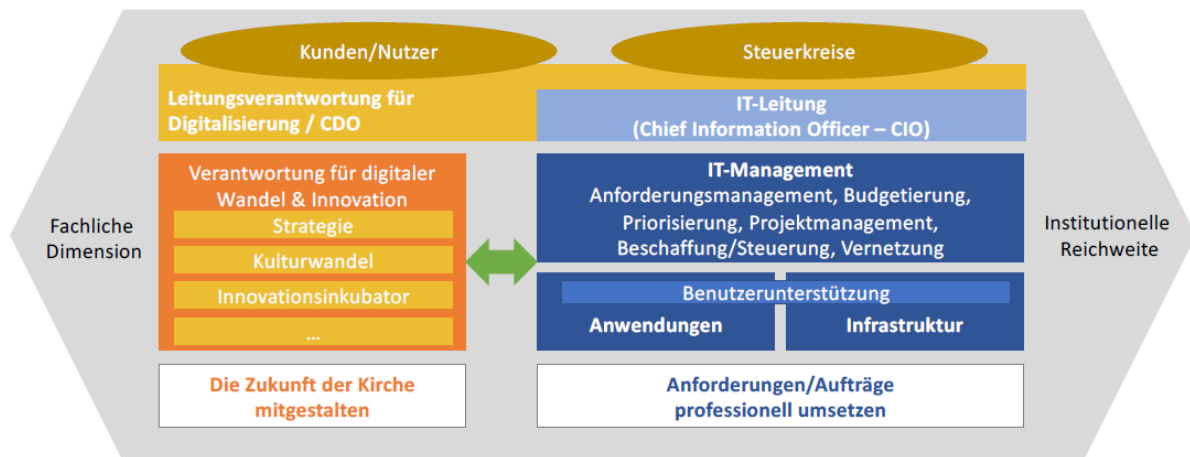 Kunden/Nutzer
Steuerkreise
Leitungsverantwortung für
Digitalisierung / CDO
IT-Leitung
(Chief Information Officer – CIO)
Fachliche
Dimension
Verantwortung für digitaler
Wandel & Innovation
Strategie
Kulturwandel
Innovationsinkubator
...
IT-Management
Anforderungsmanagement, Budgetierung,
Priorisierung, Projektmanagement,
Beschaffung/Steuerung, Vernetzung
Benutzerunterstützung
Anwendungen
Infrastruktur
Institutionelle
Reichweite
Die Zukunft der Kirche
mitgestalten
Anforderungen/Aufträge
professionell umsetzen